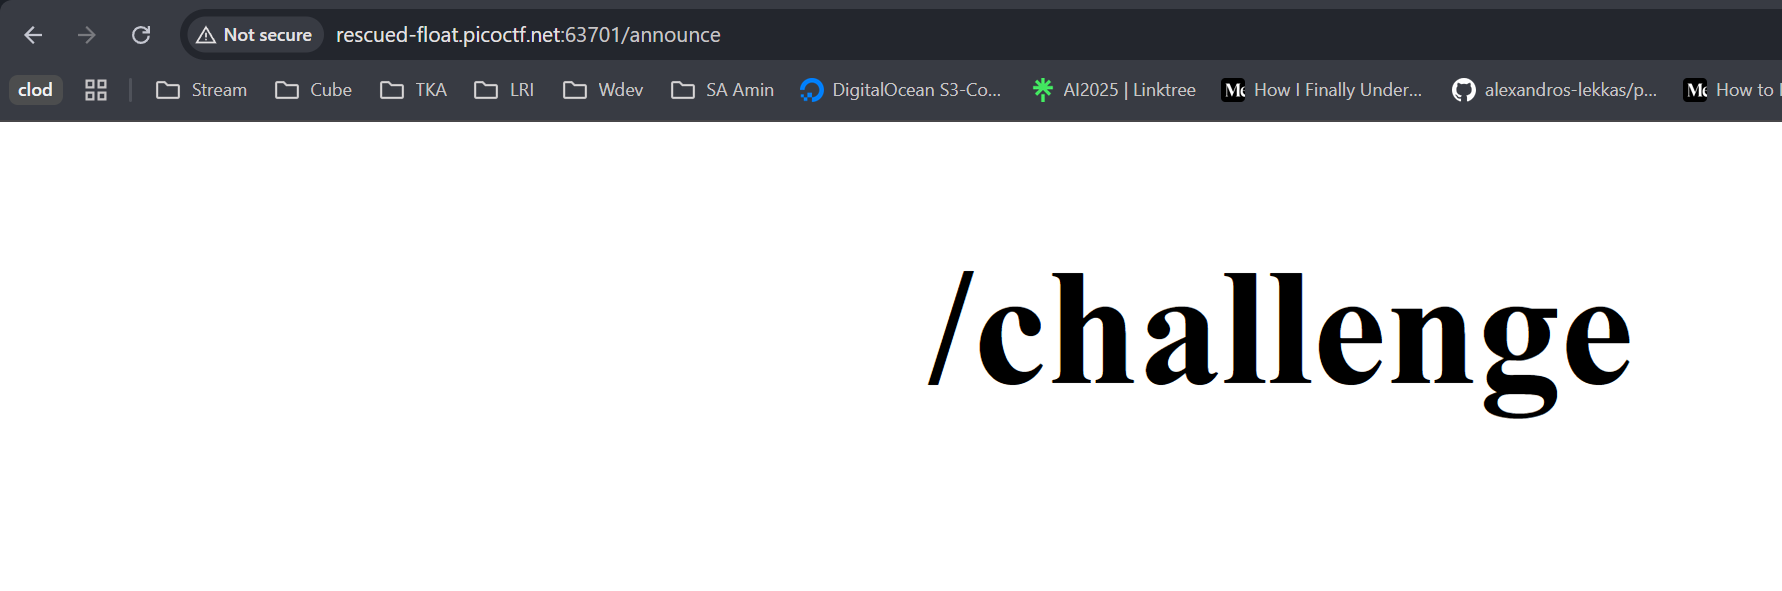 Not secure rescued-float.picoctf.net:63701/announce
clod Stream Cube TKA LRI Wdev SA Amin DigitalOcean S3-Co... AI2025 | Linktree How I Finally Under... alexandros-lekkas/p... How to
/challenge